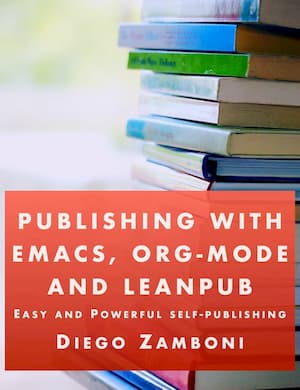 PUBLISHING WITH
EMACS, ORG-MODE
AND LEANPUB
EASY AND POWERFUL SELF-PUBLISHING
DIEGO ZAMBONI